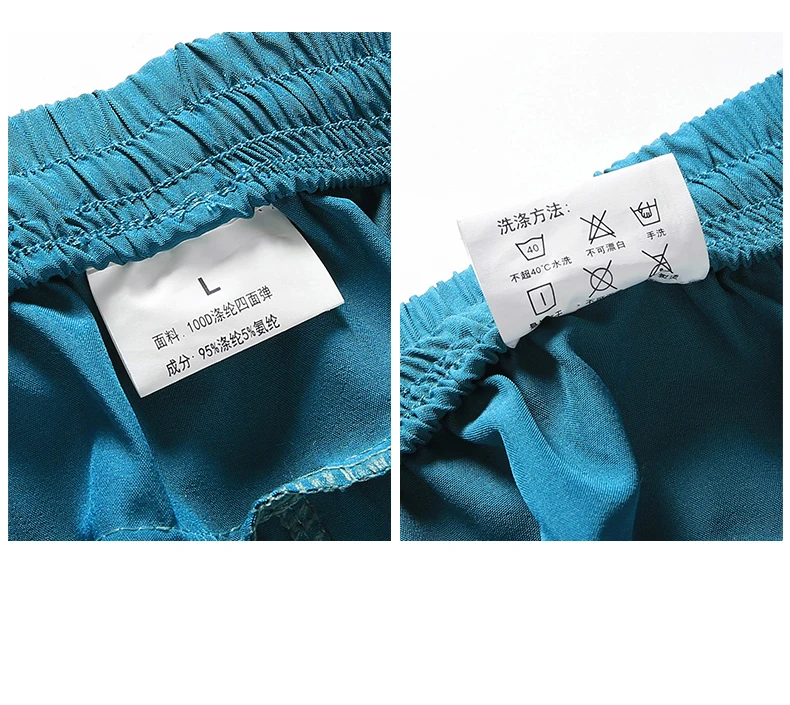 L
面料: 100D涤纶四面弹
成分: 95%涤纶5%氨纶
洗涤方法:
40
不超40℃水洗
不可漂白
手洗